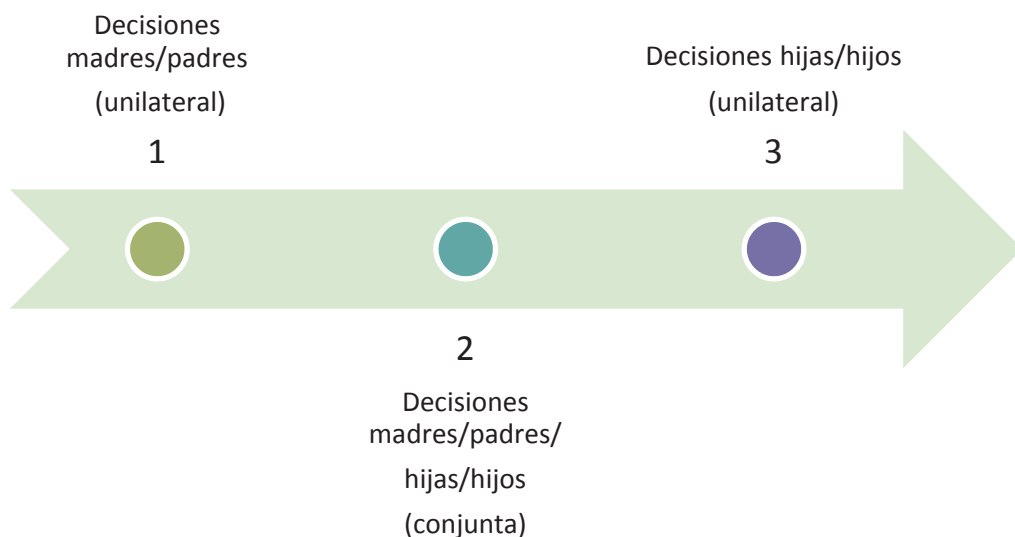 Decisiones
madres/padres
(unilateral)
1
2
Decisiones
madres/padres/
hijas/hijos
(conjunta)
Decisiones hijas/hijos
(unilateral)
3